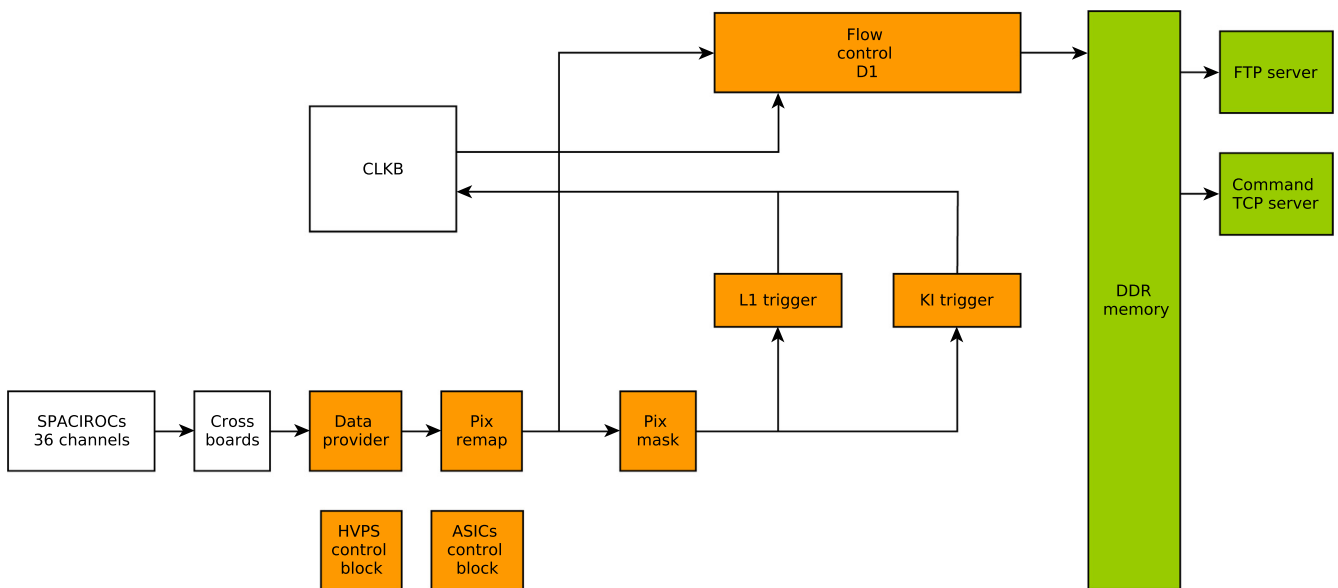 Flow
control
D1
FTP server
CLKB
Command
TCP server
L1 trigger
KI trigger
DDR
memory
SPACIROCs
36 channels
Cross
boards
Data
provider
Pix
remap
Pix
mask
HVPS
control
block
ASICs
control
block